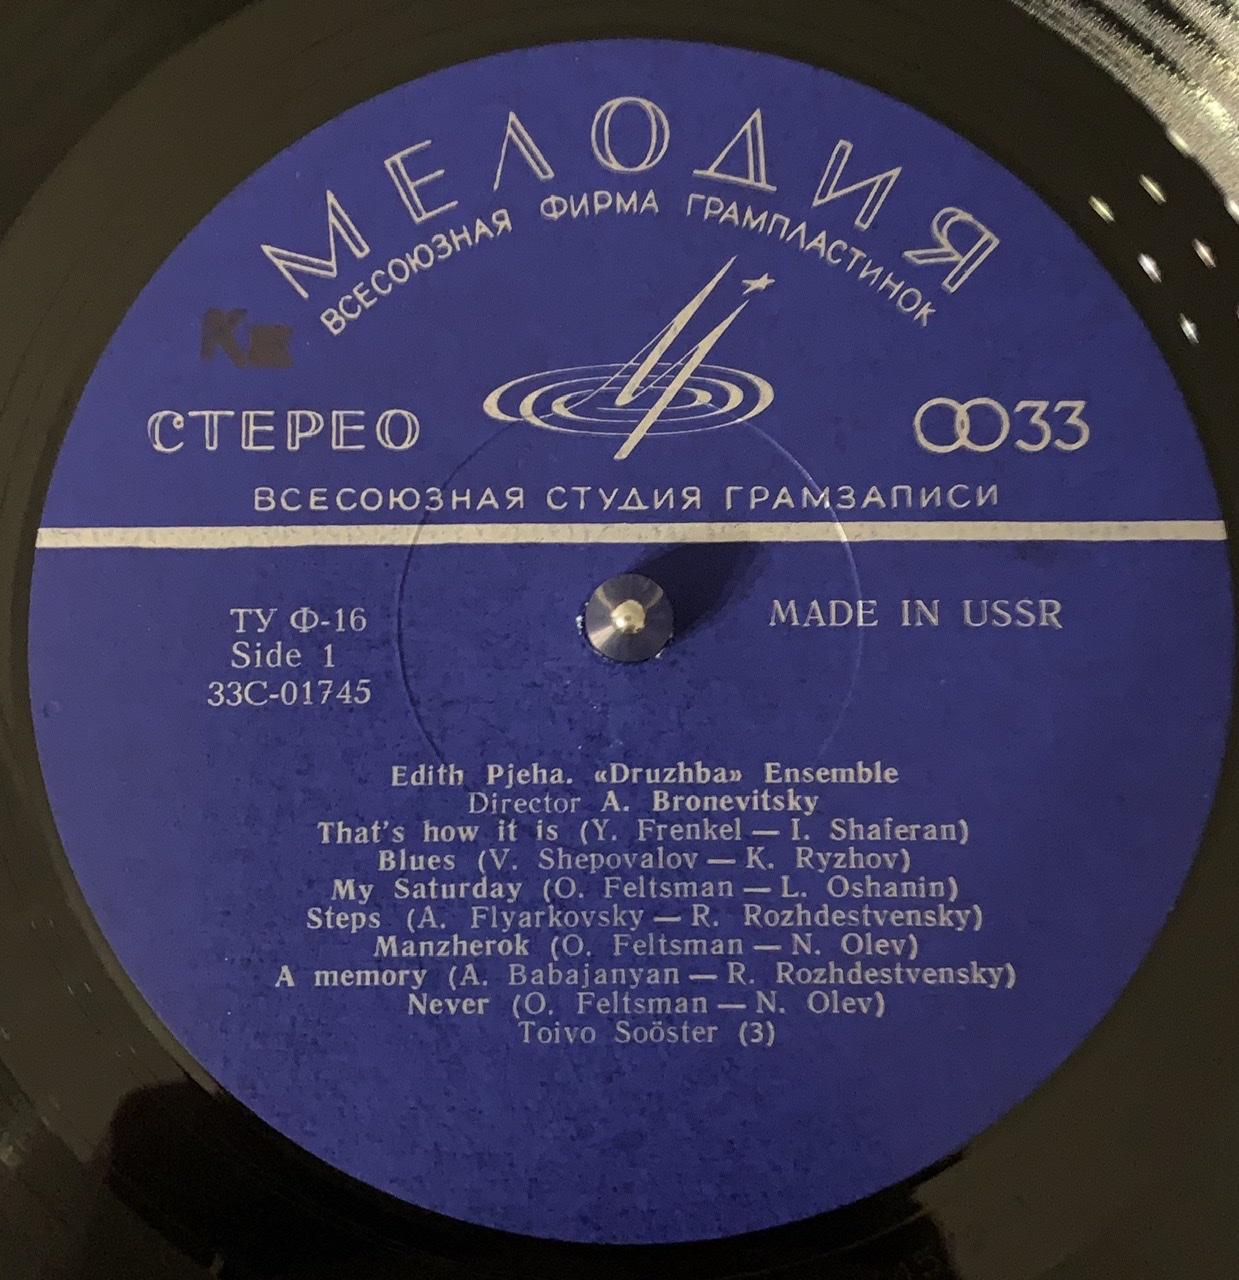 МЕЛОДИЯ
ВСЕСОЮЗНАЯ ФИРМА ГРАМПЛАСТИНОК
Кк
СТЕРЕО
33
ВСЕСОЮЗНАЯ СТУДИЯ ГРАМЗАПИСИ
ТУ Ф-16
MADE IN USSR
Side 1
33С-01745
Edith Pjeha. «Druzhba» Ensemble
Director A. Bronevitsky
That's how it is (Y. Frenkel — I. Shaferan)
Blues (V. Shepovalov — K. Ryzhov)
My Saturday (O. Feltsman — L. Oshanin)
Steps (A. Flyarkovsky — R. Rozhdestvensky)
Manzherok (O. Feltsman — N. Olev)
A memory (A. Babajanyan — R. Rozhdestvensky)
Never (O. Feltsman — N. Olev)
Toivo Soöster (3)